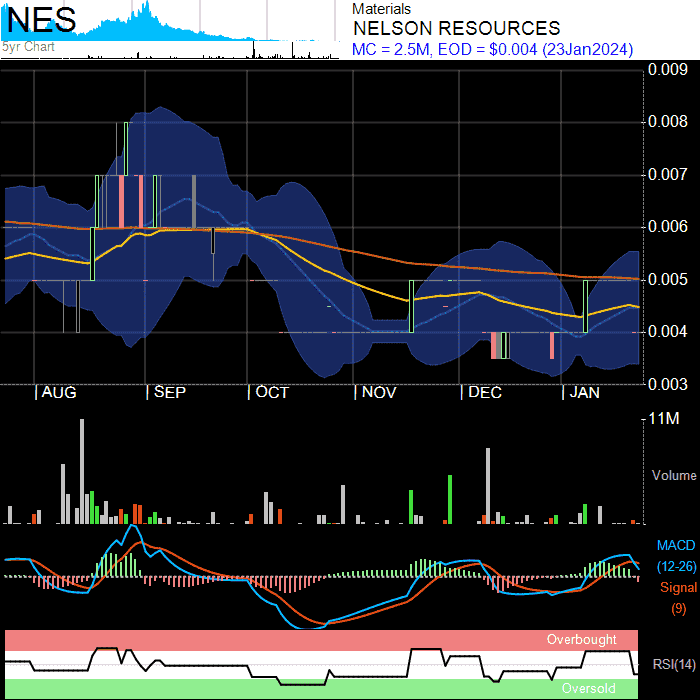 NES
5yr Chart
Materials
NELSON RESOURCES
MC = 2.5M, EOD = $0.004 (23Jan2024)
0.009
0.008
0.007
0.006
0.005
0.004
0.003
| AUG | SEP | OCT | NOV | DEC | JAN
11M
Volume
MACD
(12-26)
Signal
(9)
Overbought
RSI(14)
Oversold